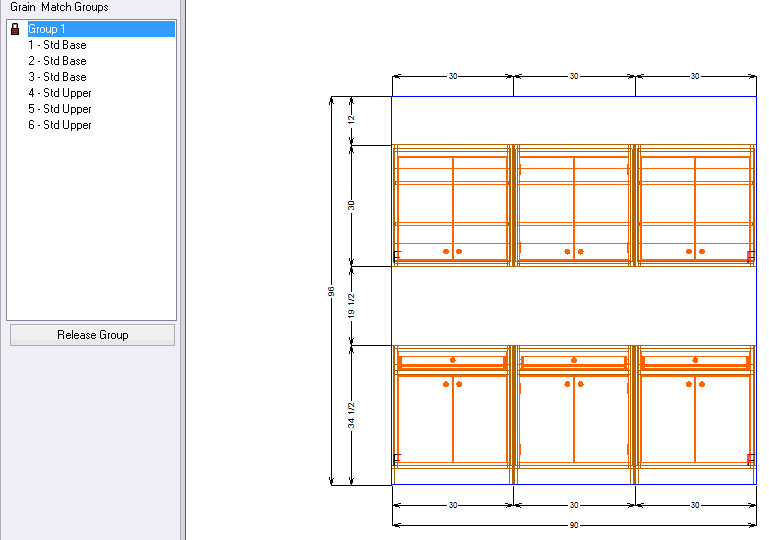 Grain Match Groups
Group 1
1 - Std Base
2 - Std Base
3 - Std Base
4 - Std Upper
5 - Std Upper
6 - Std Upper
Release Group
30 30 30
12
30
96
19 1/2
34 1/2
30 30 30
90